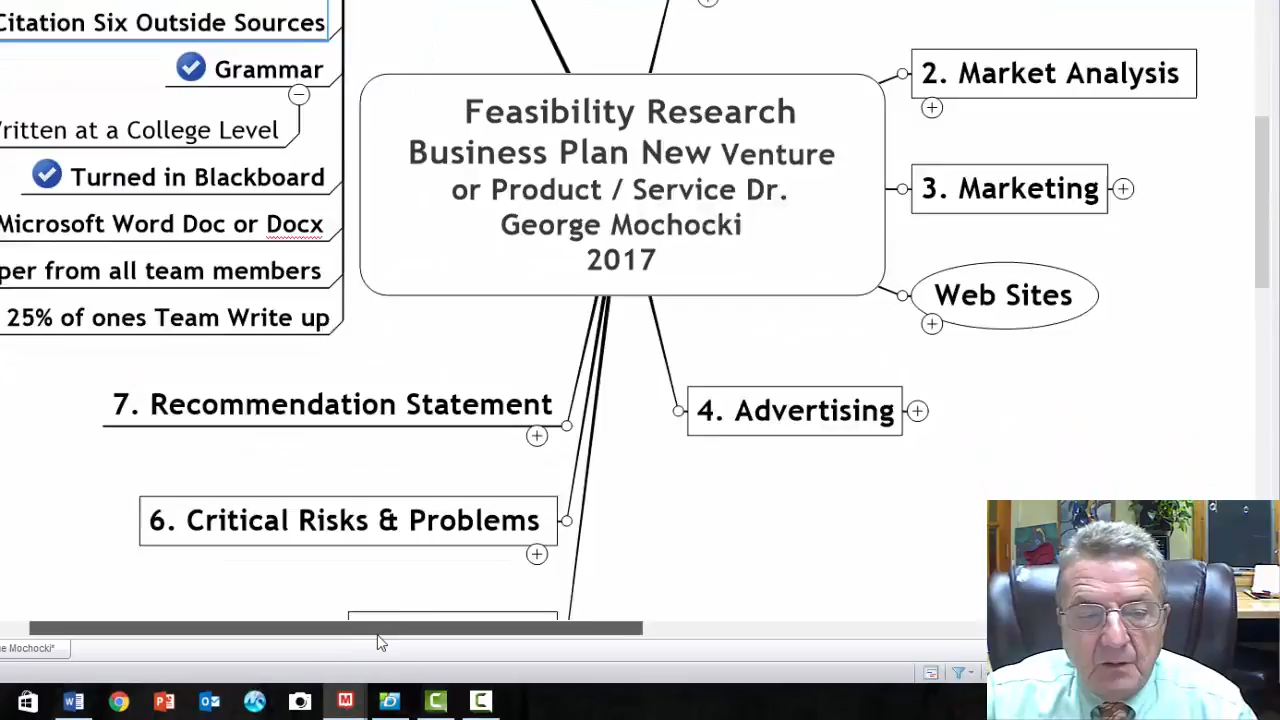 Citation Six Outside Sources
Grammar
ritten at a College Level
Turned in Blackboard
Microsoft Word Doc or Docx
per from all team members
25% of ones Team Write up
Feasibility Research
Business Plan New Venture
or Product / Service Dr.
George Mochocki
2017
2. Market Analysis
3. Marketing
Web Sites
4. Advertising
7. Recommendation Statement
6. Critical Risks & Problems
e Mochocki*